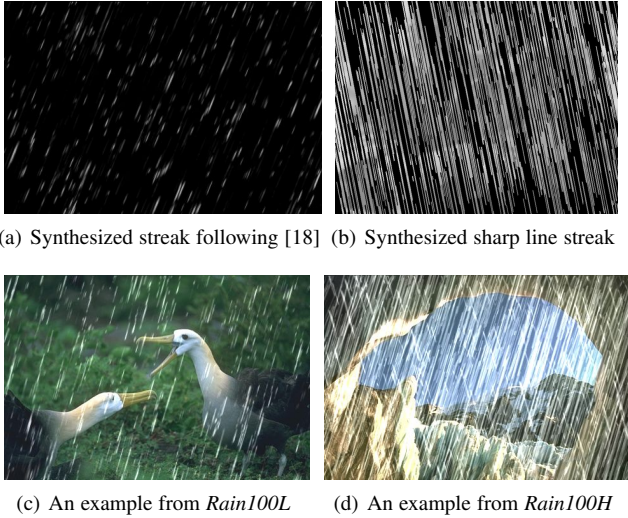 a) Synthesized streak following [18]
(b) Synthesized sharp line streak
(c) An example from Rain100L
(d) An example from Rain100H